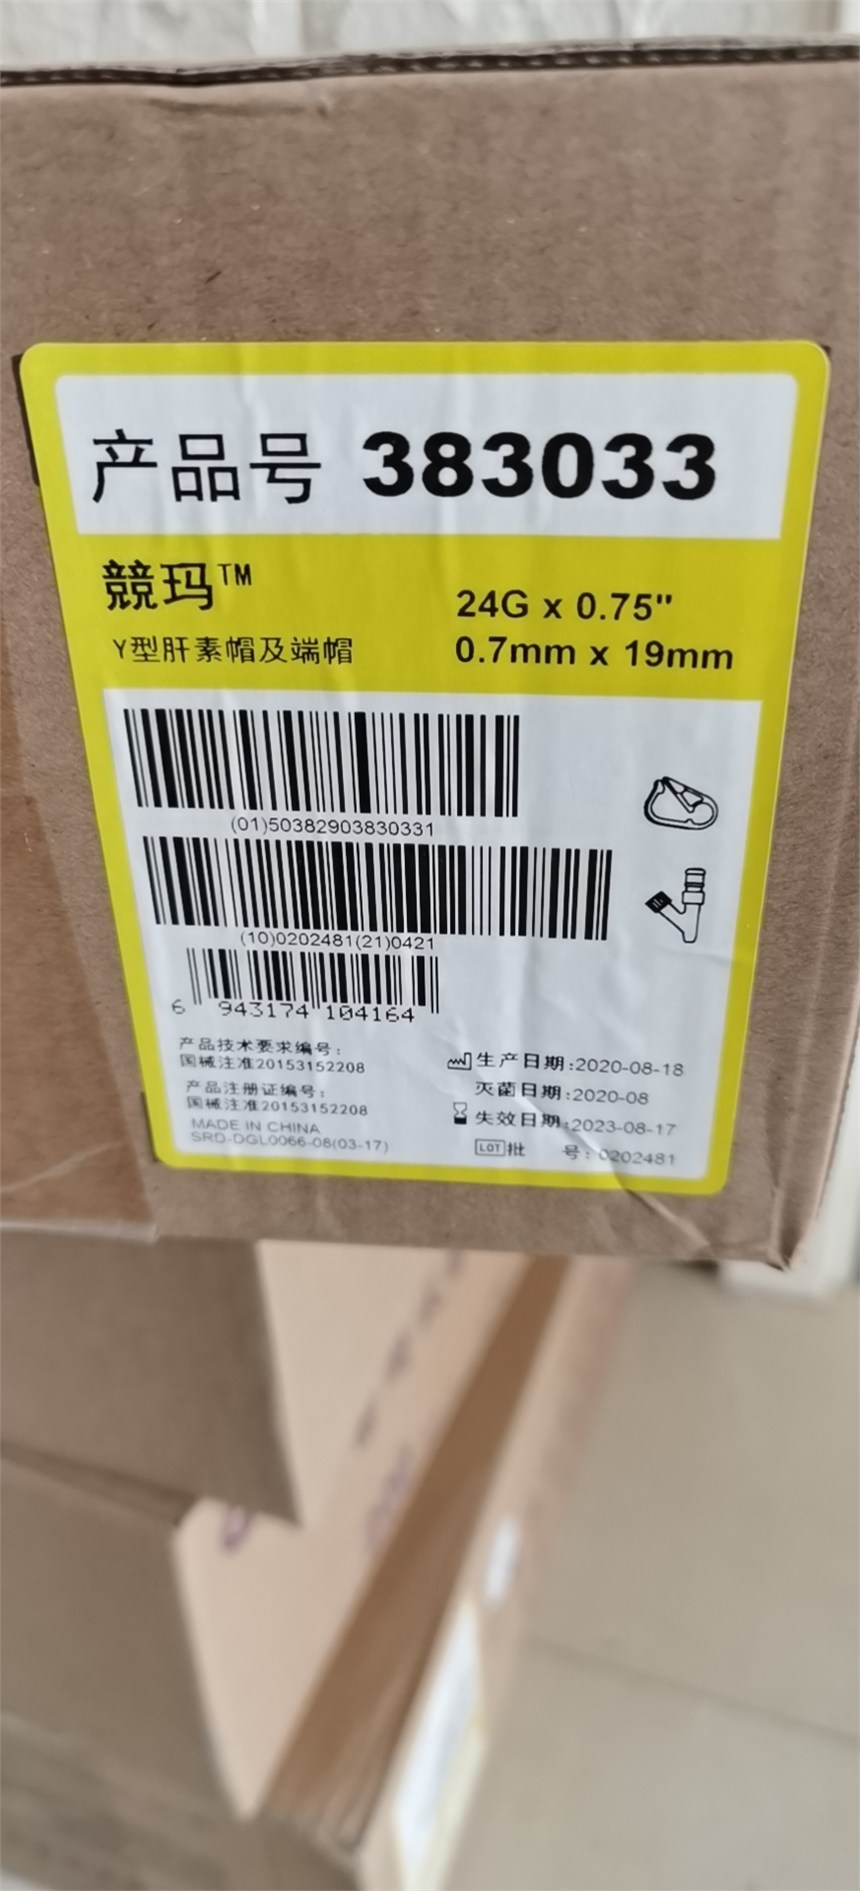 产品号 383033
競玛™
Y型肝素帽及端帽
24G x 0.75"
0.7mm x 19mm
(01)50382903830331
(10)0202481(21)0421
6 943174 104164
产品技术要求编号:
国械注准20153152208
产品注册证编号:
国械注准20153152208
MADE IN CHINA
SRD-DGL0066-08(03-17)
生产日期:2020-08-18
灭菌日期:2020-08
失效日期:2023-08-17
LOT 批 号:0202481